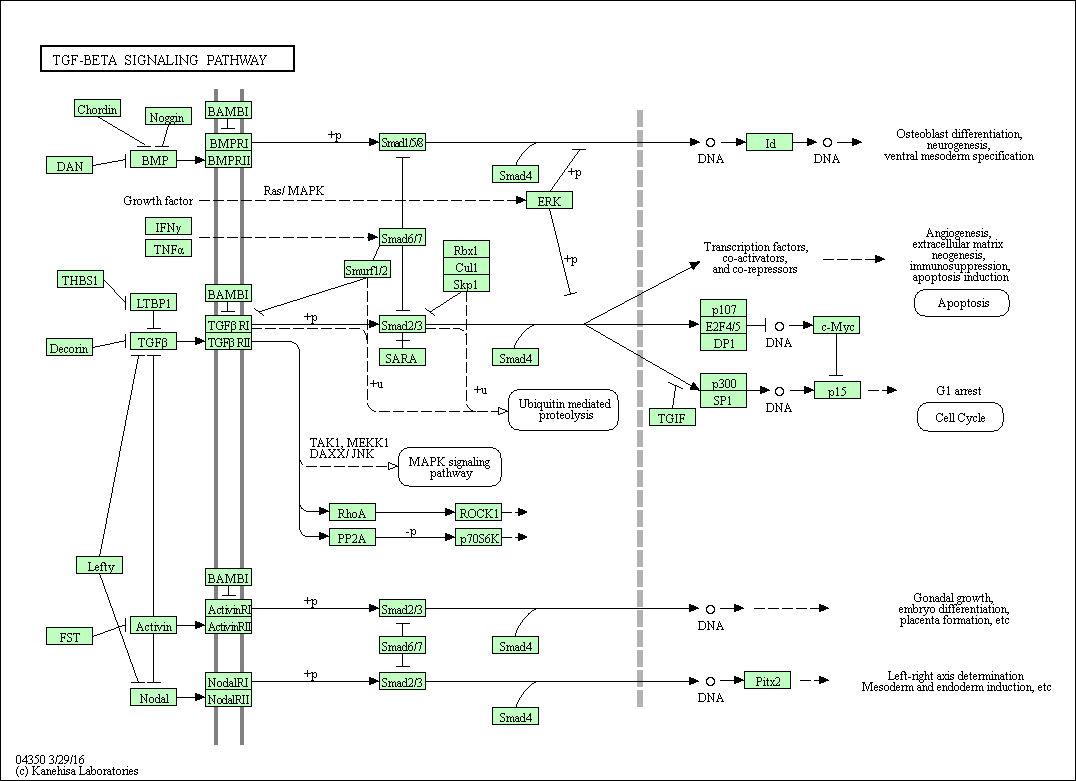 TGF-BETA SIGNALING PATHWAY
Chordin
Noggin
BAMBI
DAN
BMP
BMPRI
BMPRII
+p
Smad1/5/8
Smad4
DNA
Id
DNA
Osteoblast differentiation,
neurogenesis,
ventral mesoderm specification
Growth factor
Ras/ MAPK
ERK
+p
+p
IFNγ
TNFα
Smad6/7
Smurf1/2
Rbx1
Cul1
Skp1
Transcription factors,
co-activators,
and co-repressors
Angiogenesis,
extracellular matrix
neogenesis,
immunosuppression,
apoptosis induction
Apoptosis
THBS1
LTBP1
BAMBI
Decorin
TGFβ
TGFβ RI
TGFβ RII
+p
Smad2/3
SARA
Smad4
p107
E2F4/5
DP1
DNA
c-Myc
p300
SP1
DNA
p15
TGIF
G1 arrest
Cell Cycle
+u
+u
Ubiquitin mediated
proteolysis
TAK1, MEKK1
DAXX/ JNK
MAPK signaling
pathway
RhoA
ROCK1
PP2A
-p
p70S6K
Lefty
BAMBI
FST
Activin
ActivinRI
ActivinRII
+p
Smad2/3
Smad6/7
Smad4
DNA
Gonadal growth,
embryo differentiation,
placenta formation, etc
Nodal
NodalRI
NodalRII
+p
Smad2/3
Smad4
DNA
Pitx2
Left-right axis determination
Mesoderm and endoderm induction, etc
04350 3/29/16
(c) Kanehisa Laboratories